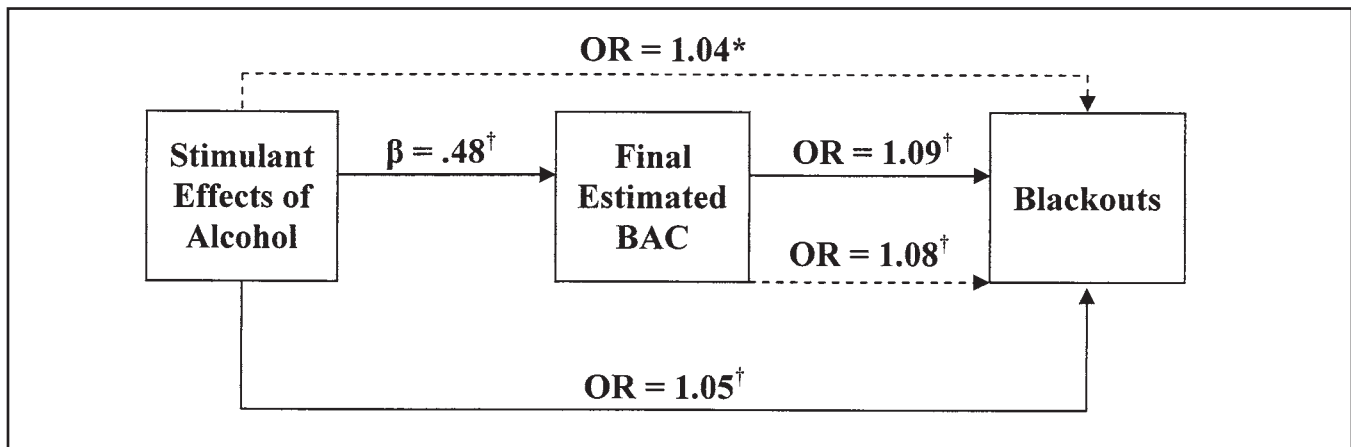 OR = 1.04*
Stimulant
Effects of
Alcohol
β = .48†
Final
Estimated
BAC
OR = 1.09†
OR = 1.08†
Blackouts
OR = 1.05†